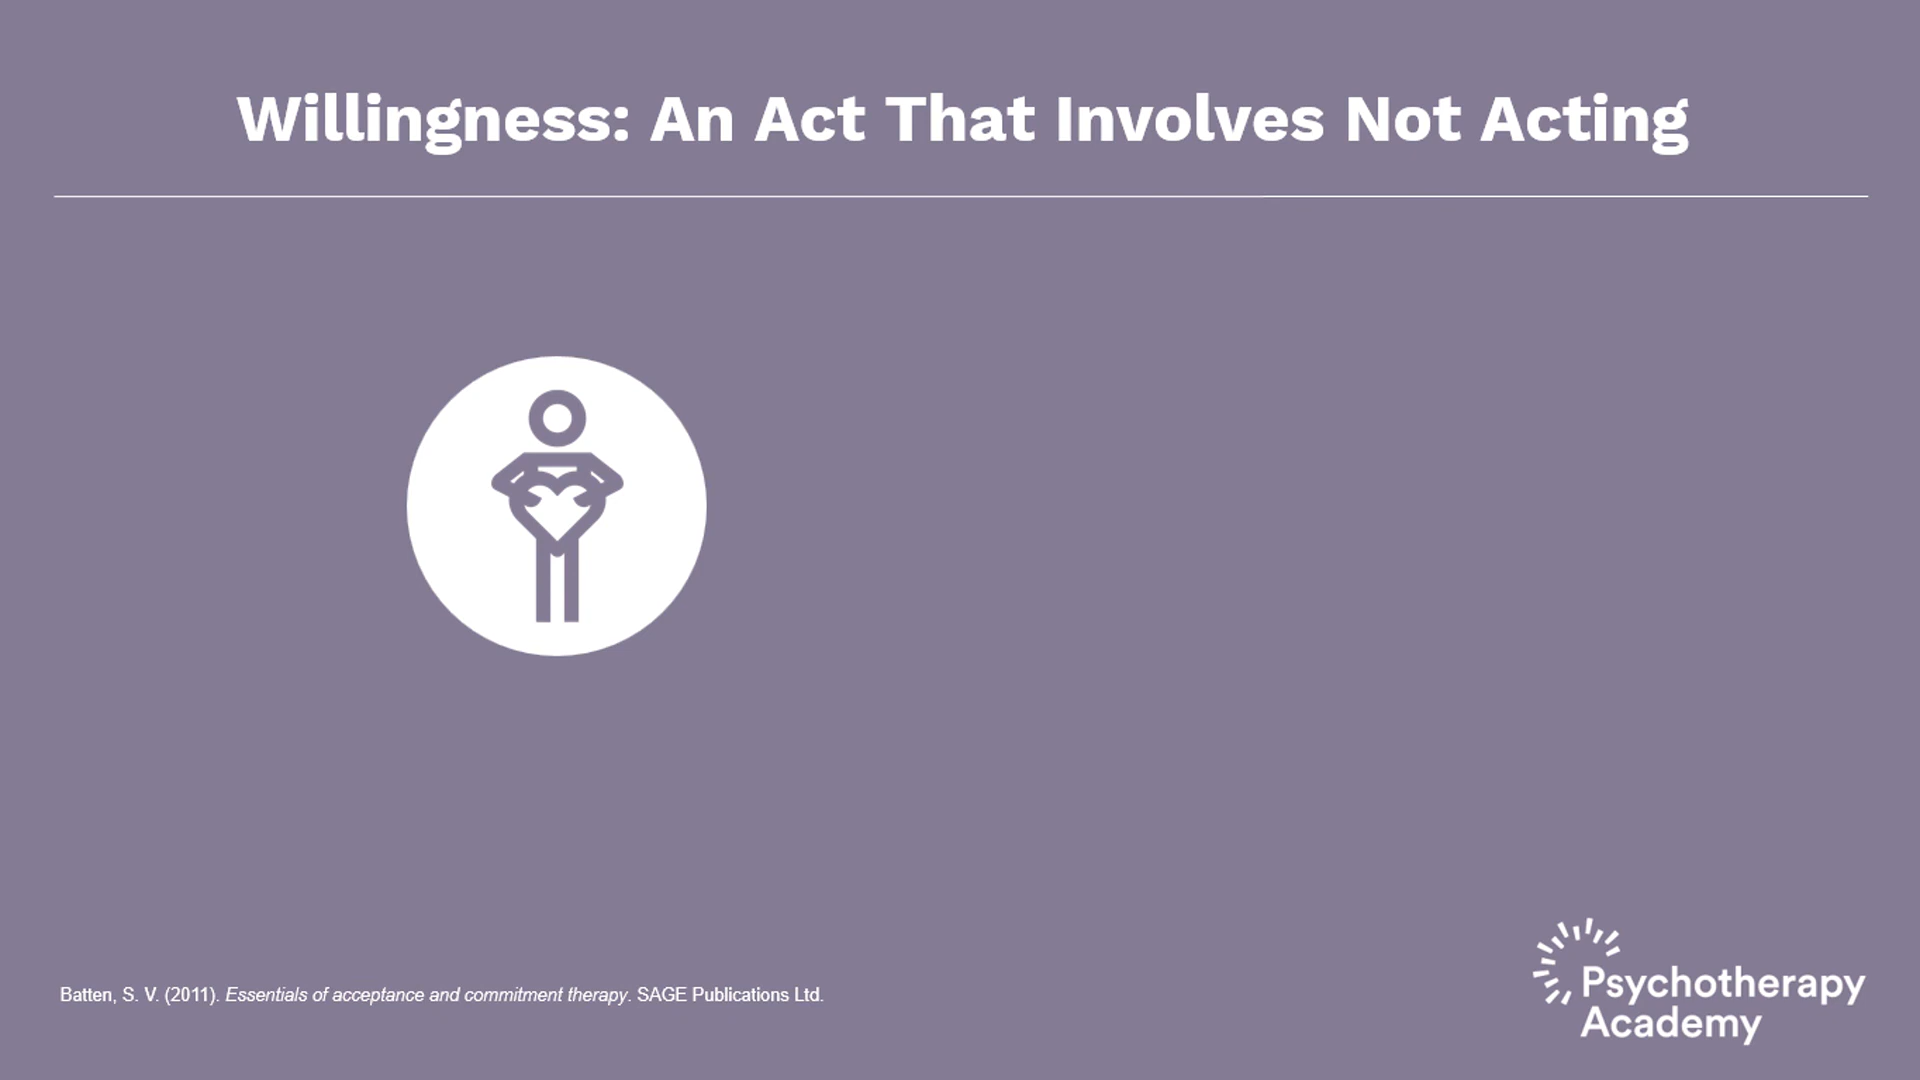 Willingness: An Act That Involves Not Acting
Batten, S. V. (2011). Essentials of acceptance and commitment therapy. SAGE Publications Ltd.
Psychotherapy
Academy